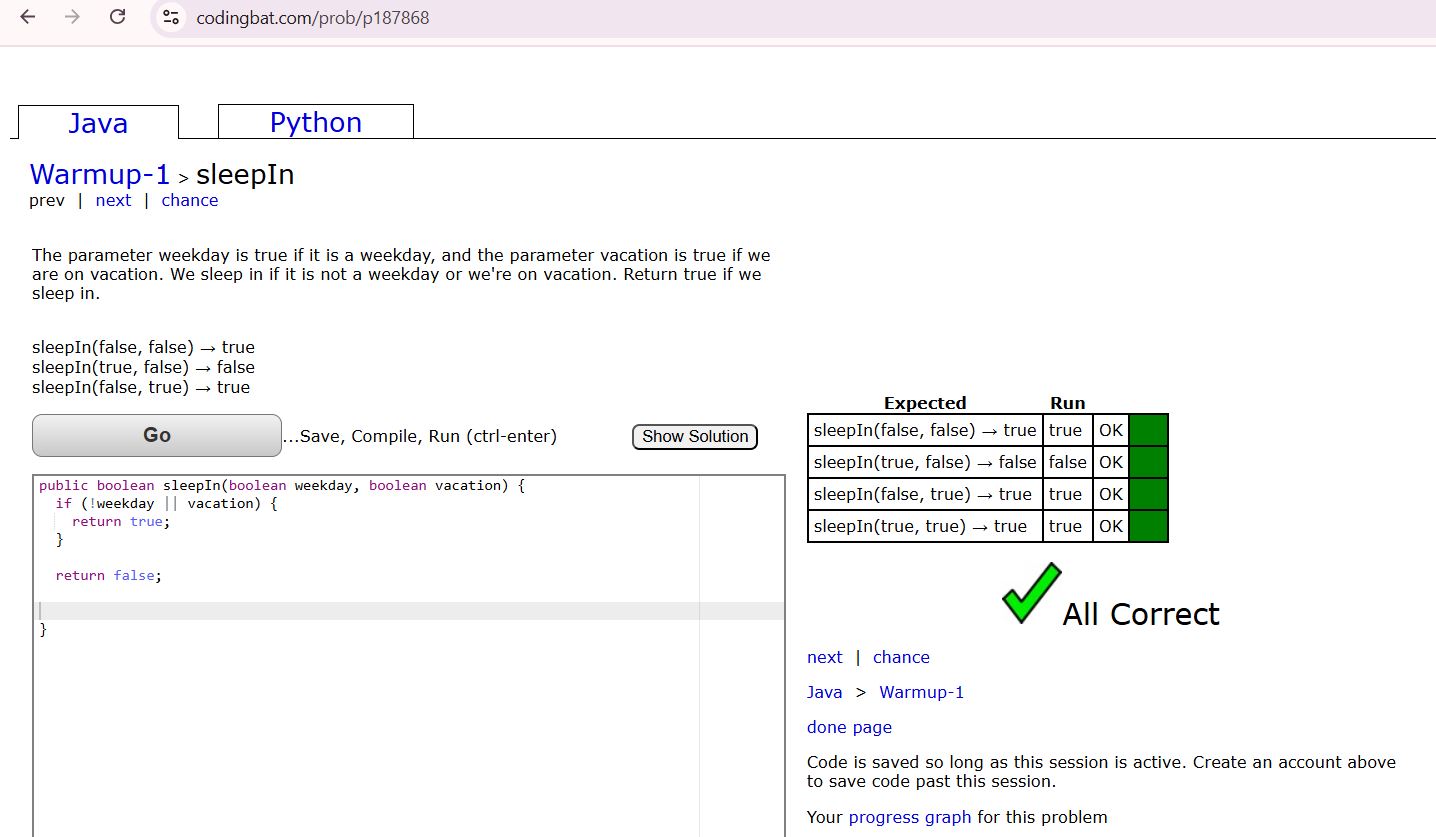 codingbat.com/prob/p187868
Java
Python
Warmup-1 > sleepIn
prev | next | chance
The parameter weekday is true if it is a weekday, and the parameter vacation is true if we
are on vacation. We sleep in if it is not a weekday or we're on vacation. Return true if we
sleep in.
sleepIn(false, false) → true
sleepIn(true, false) → false
sleepIn(false, true) → true
Go
...Save, Compile, Run (ctrl-enter)
Show Solution
public boolean sleepIn(boolean weekday, boolean vacation) {
  if (!weekday || vacation) {
    return true;
  }
  return false;
}
Expected Run
sleepIn(false, false) → true true OK
sleepIn(true, false) → false false OK
sleepIn(false, true) → true true OK
sleepIn(true, true) → true true OK
All Correct
next | chance
Java > Warmup-1
done page
Code is saved so long as this session is active. Create an account above
to save code past this session.
Your progress graph for this problem